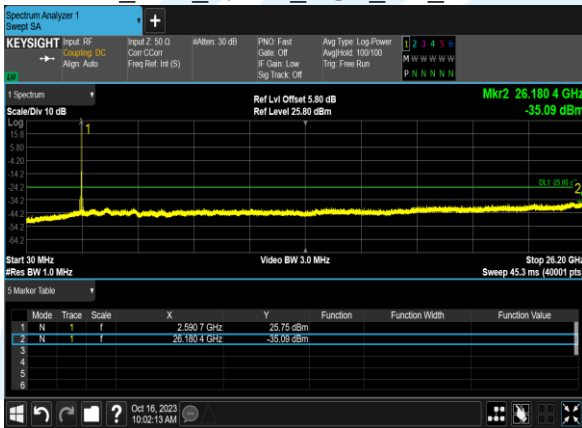 Spectrum Analyzer 1
Swept SA
KEYSIGHT Input: RF Input Z: 50 Ω #Atten: 30 dB PNO: Fast Avg Type: Log-Power 1 2 3 4 5 6
Coupling: DC Corr CCorr Gate: Off Avg|Hold: 100/100 M W W W W W
Align: Auto Freq Ref: Int (S) IF Gain: Low Trig: Free Run
Sig Track: Off P N N N N N
1 Spectrum Ref Lvl Offset 5.80 dB Mkr2 26.180 4 GHz
Scale/Div 10 dB Ref Level 25.80 dBm -35.09 dBm
Log
15.8
5.80
-4.20
-14.2
-24.2
-34.2
-44.2
-54.2
-64.2
1
DL1 -25.00
2
Start 30 MHz Video BW 3.0 MHz Stop 26.20 GHz
#Res BW 1.0 MHz Sweep 45.3 ms (40001 pts
5 Marker Table
Mode Trace Scale X Y Function Function Width Function Value
1 N 1 f 2.590 7 GHz 25.75 dBm
2 N 1 f 26.180 4 GHz -35.09 dBm
3
4
5
6
? Oct 16, 2023
10:02:13 AM